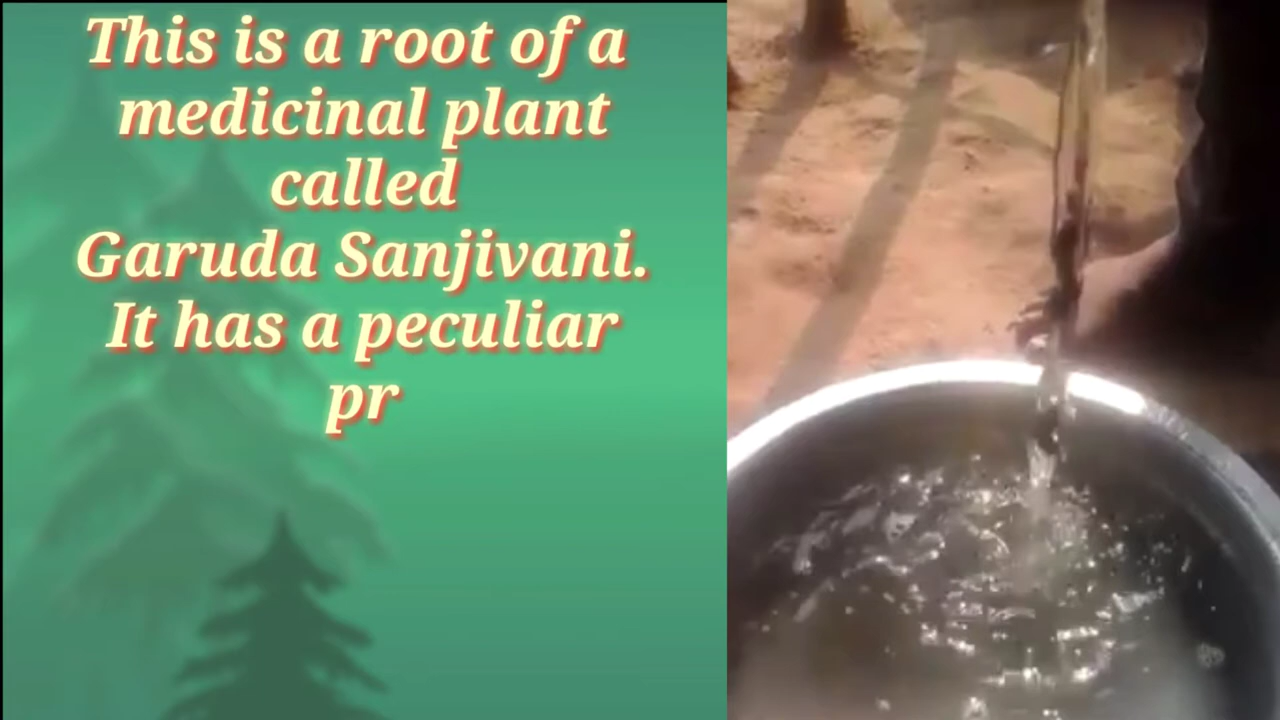 This is a root of a
medicinal plant
called
Garuda Sanjivani.
It has a peculiar
pr